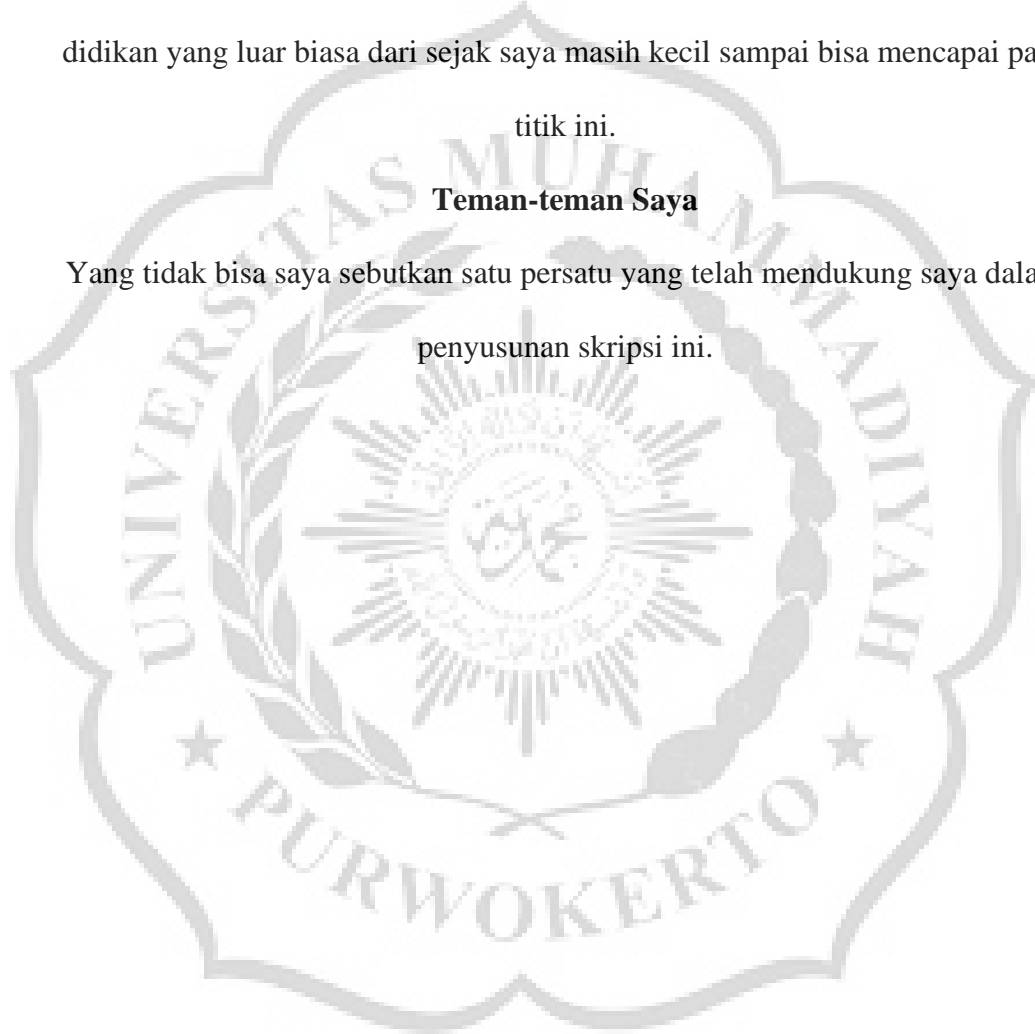 didikan yang luar biasa dari sejak saya masih kecil sampai bisa mencapai pa
titik ini.
Teman-teman Saya
Yang tidak bisa saya sebutkan satu persatu yang telah mendukung saya dala
penyusunan skripsi ini.
UNIVERSITAS MUHAMMADIYAH
PURWOKERTO